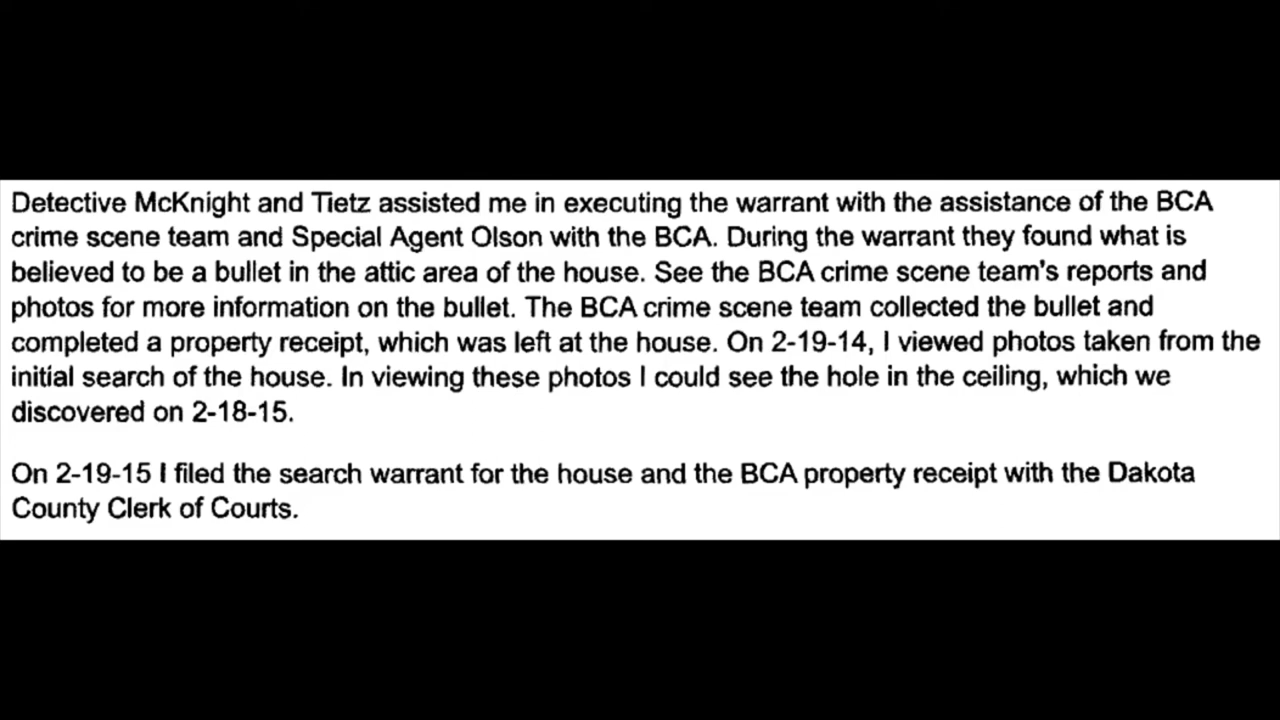 Detective McKnight and Tietz assisted me in executing the warrant with the assistance of the BCA
crime scene team and Special Agent Olson with the BCA. During the warrant they found what is
believed to be a bullet in the attic area of the house. See the BCA crime scene team's reports and
photos for more information on the bullet. The BCA crime scene team collected the bullet and
completed a property receipt, which was left at the house. On 2-19-14, I viewed photos taken from the
initial search of the house. In viewing these photos I could see the hole in the ceiling, which we
discovered on 2-18-15.
On 2-19-15 I filed the search warrant for the house and the BCA property receipt with the Dakota
County Clerk of Courts.